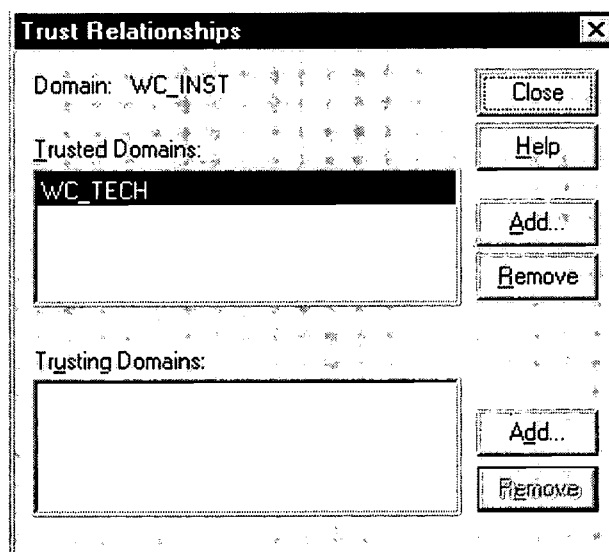 Trust Relationships
Domain: WC_INST
Close
Help
Trusted Domains:
WC_TECH
Add...
Remove
Trusting Domains:
Add...
Remove